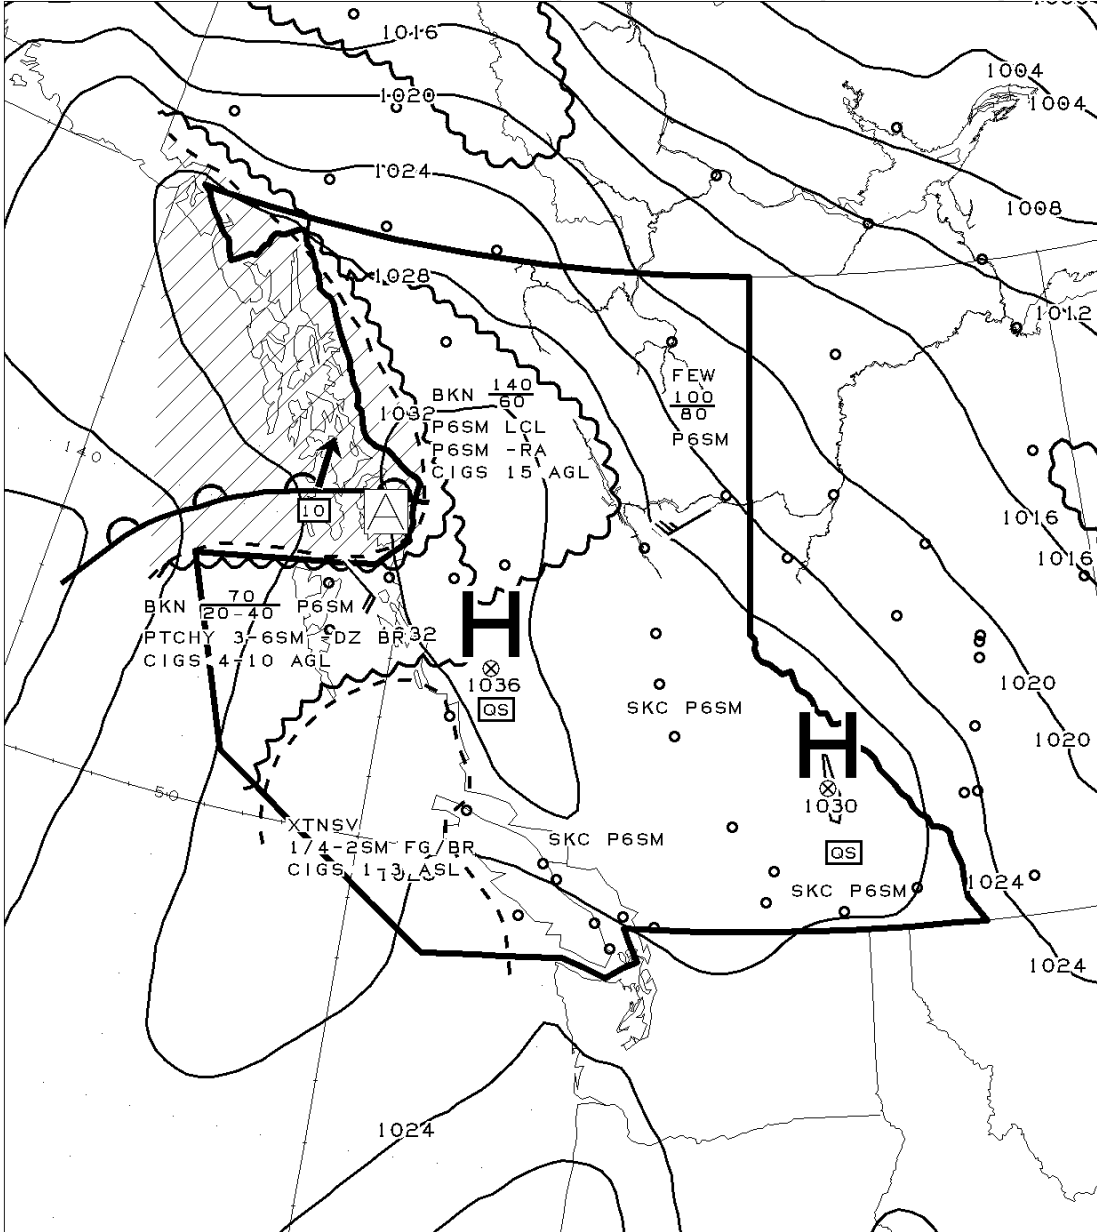 1016
1004
1020
1004
1024
1008
1028
1012
FEW
100
80
P6SM
BKN 140
60
P6SM LCL
P6SM -RA
CIGS 15 AGL
1032
140
10
A
1016
1016
BKN 70
20-40 P6SM
PTCHY 3-6SM -DZ BR
CIGS 4-10 AGL
H
1036
QS
1020
SKC P6SM
H
1020
1030
50
XTNSV
1/4-2SM FG/BR
CIGS 1-3 ASL
SKC P6SM
QS
SKC P6SM
1024
1024
1024